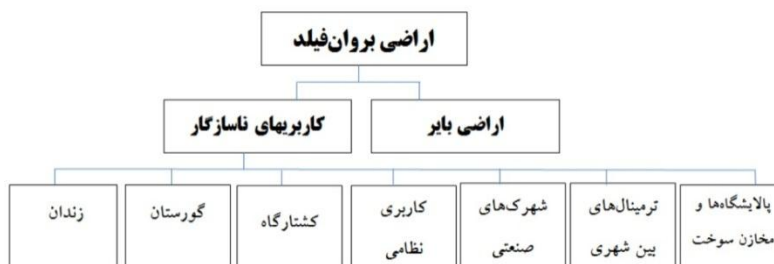 اراضی بروان‌فیلد
اراضی بایر
کاربریهای ناسازگار
پالایشگاه‌ها و
مخازن سوخت
ترمینال‌های
بین شهری
شهرک‌های
صنعتی
کاربری
نظامی
کشتارگاه
گورستان
زندان